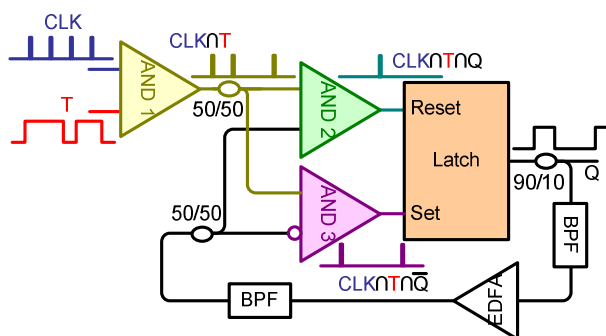 CLK
CLK∩T
CLK∩T∩Q
T
AND 1
50/50
AND 2
Reset
Latch
Q
90/10
50/50
AND 3
Set
BPF
CLK∩T∩Q̅
BPF
EDFA